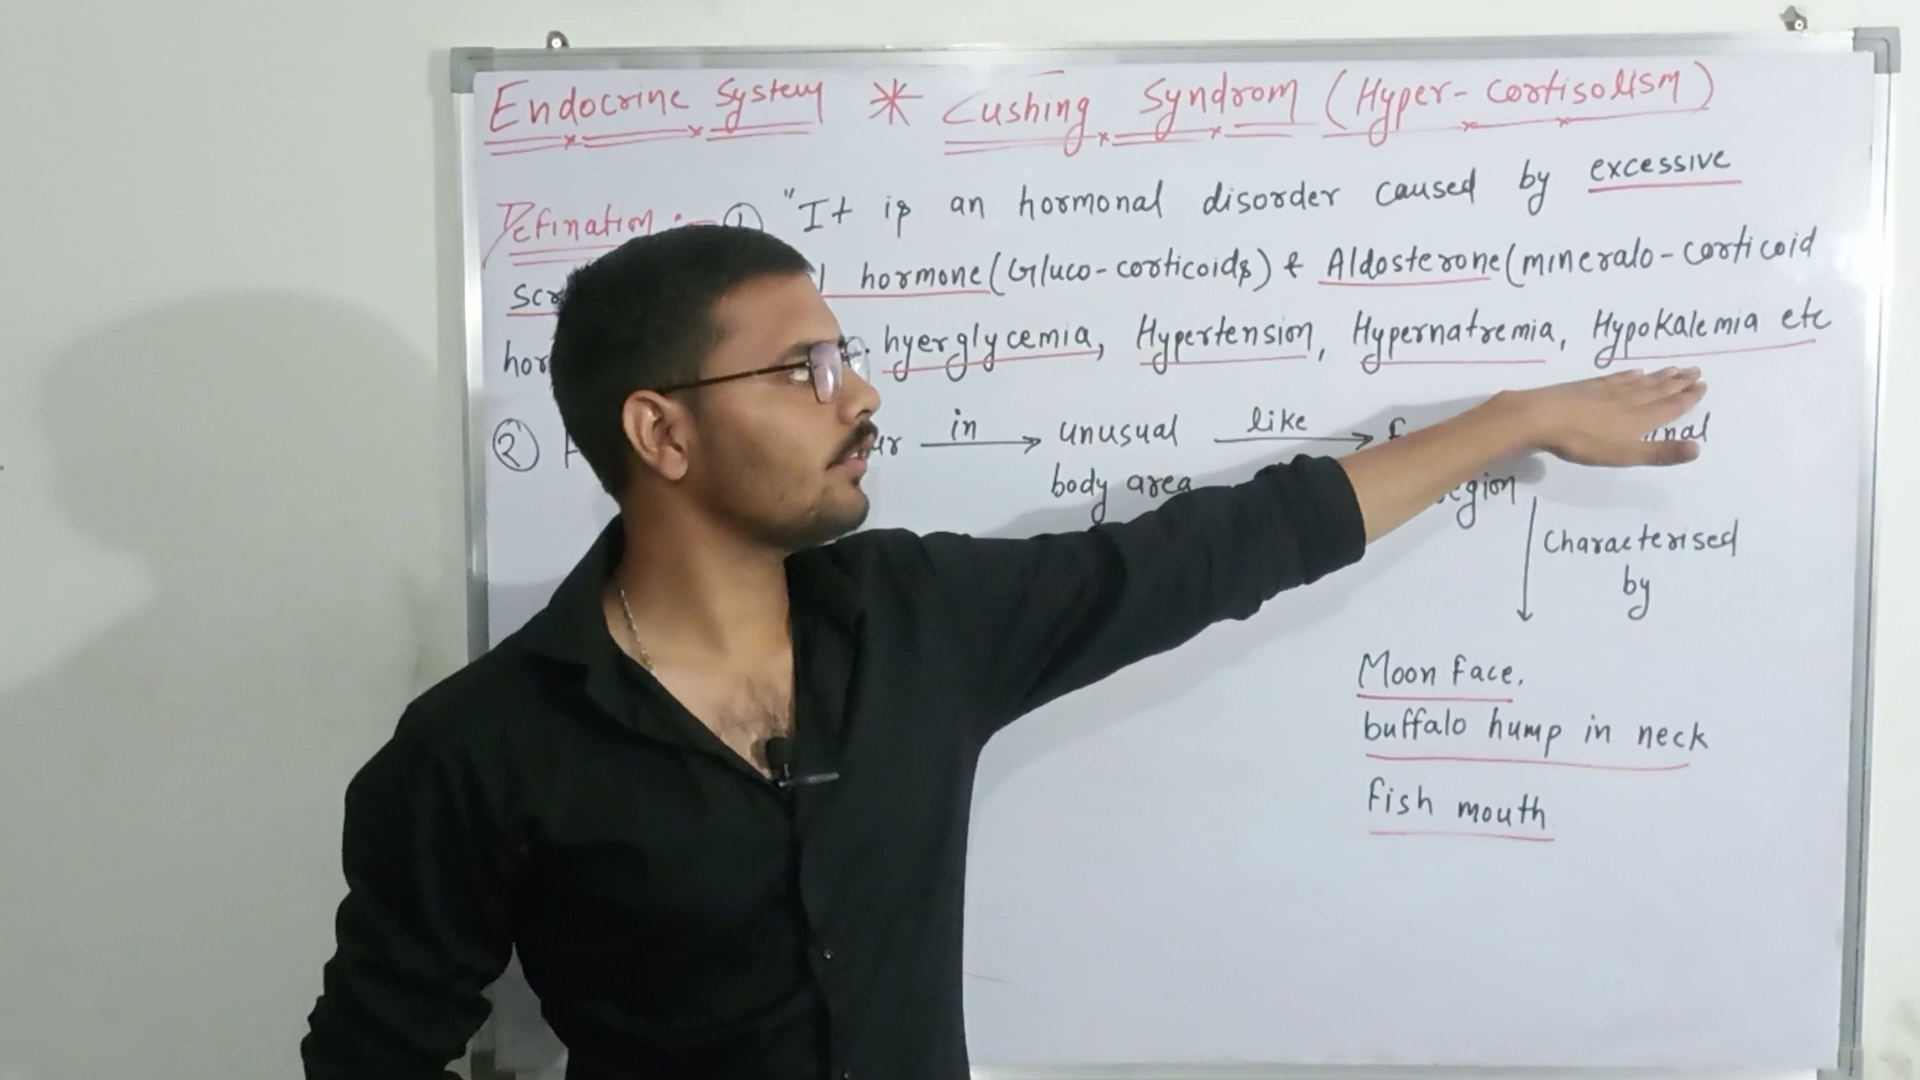 Endocrine System * Cushing Syndrom (Hyper-cortisolism)
Defination :- ① "It is an hormonal disorder caused by excessive
hormone (Gluco-corticoids) & Aldosterone (mineralo-corticoid
hyerglycemia, Hypertension, Hypernatremia, Hypokalemia etc
② in unusual like
body area
Characterised
by
Moon face.
buffalo hump in neck
fish mouth